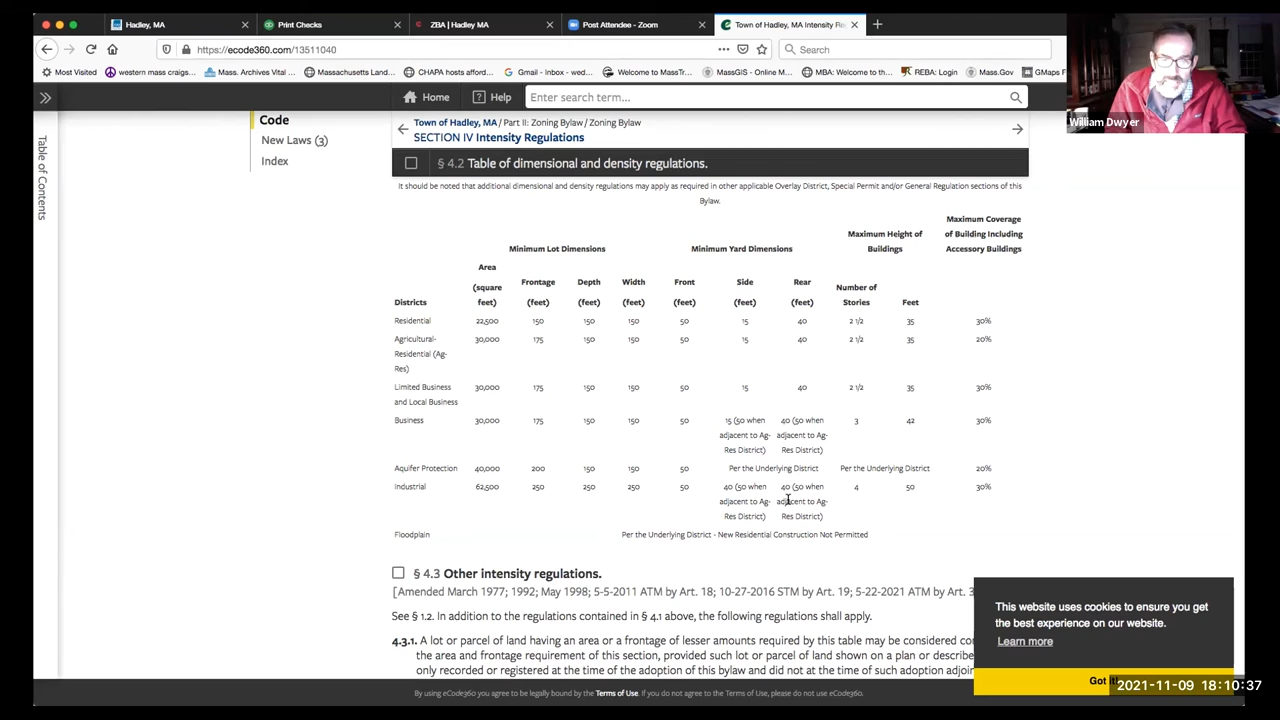 Hadley, MA
Print Checks
ZBA | Hadley MA
Post Attendee - Zoom
Town of Hadley, MA Intensity Re
https://ecode360.com/13511040
Search
Most Visited
western mass craigs...
Mass. Archives Vital ...
Massachusetts Land...
CHAPA hosts afford...
Gmail - Inbox - wed...
Welcome to MassTr...
MassGIS - Online M...
MBA: Welcome to th...
REBA: Login
Mass.Gov
GMaps F
William Dwyer
Home
Help
Enter search term...
Table of Contents
Code
New Laws (3)
Index
Town of Hadley, MA / Part II: Zoning Bylaw / Zoning Bylaw
SECTION IV Intensity Regulations
§ 4.2 Table of dimensional and density regulations.
It should be noted that additional dimensional and density regulations may apply as required in other applicable Overlay District, Special Permit and/or General Regulation sections of this
Bylaw.
Minimum Lot Dimensions
Minimum Yard Dimensions
Maximum Height of
Buildings
Maximum Coverage
of Building Including
Accessory Buildings
Districts
Area
(square
feet)
Frontage
(feet)
Depth
(feet)
Width
(feet)
Front
(feet)
Side
(feet)
Rear
(feet)
Number of
Stories
Feet
Residential 22,500 150 150 150 50 15 40 2 1/2 35 30%
Agricultural- 30,000 175 150 150 50 15 40 2 1/2 35 20%
Residential (Ag-
Res)
Limited Business 30,000 175 150 150 50 15 40 2 1/2 35 30%
and Local Business
Business 30,000 175 150 150 50 15 (50 when 40 (50 when 3 42 30%
adjacent to Ag- adjacent to Ag-
Res District) Res District)
Aquifer Protection 40,000 200 150 150 50 Per the Underlying District Per the Underlying District 20%
Industrial 62,500 250 250 250 50 40 (50 when 40 (50 when 4 50 30%
adjacent to Ag- adjacent to Ag-
Res District) Res District)
Floodplain Per the Underlying District - New Residential Construction Not Permitted
§ 4.3 Other intensity regulations.
[Amended March 1977; 1992; May 1998; 5-5-2011 ATM by Art. 18; 10-27-2016 STM by Art. 19; 5-22-2021 ATM by Art. 3
See § 1.2. In addition to the regulations contained in § 4.1 above, the following regulations shall apply.
4.3.1. A lot or parcel of land having an area or a frontage of lesser amounts required by this table may be considered con
the area and frontage requirement of this section, provided such lot or parcel of land shown on a plan or describe
only recorded or registered at the time of the adoption of this bylaw and did not at the time of such adoption adjoin
This website uses cookies to ensure you get
the best experience on our website.
Learn more
Got it!
By using eCode360 you agree to be legally bound by the Terms of Use. If you do not agree to the Terms of Use, please do not use eCode360.
2021-11-09 18:10:37